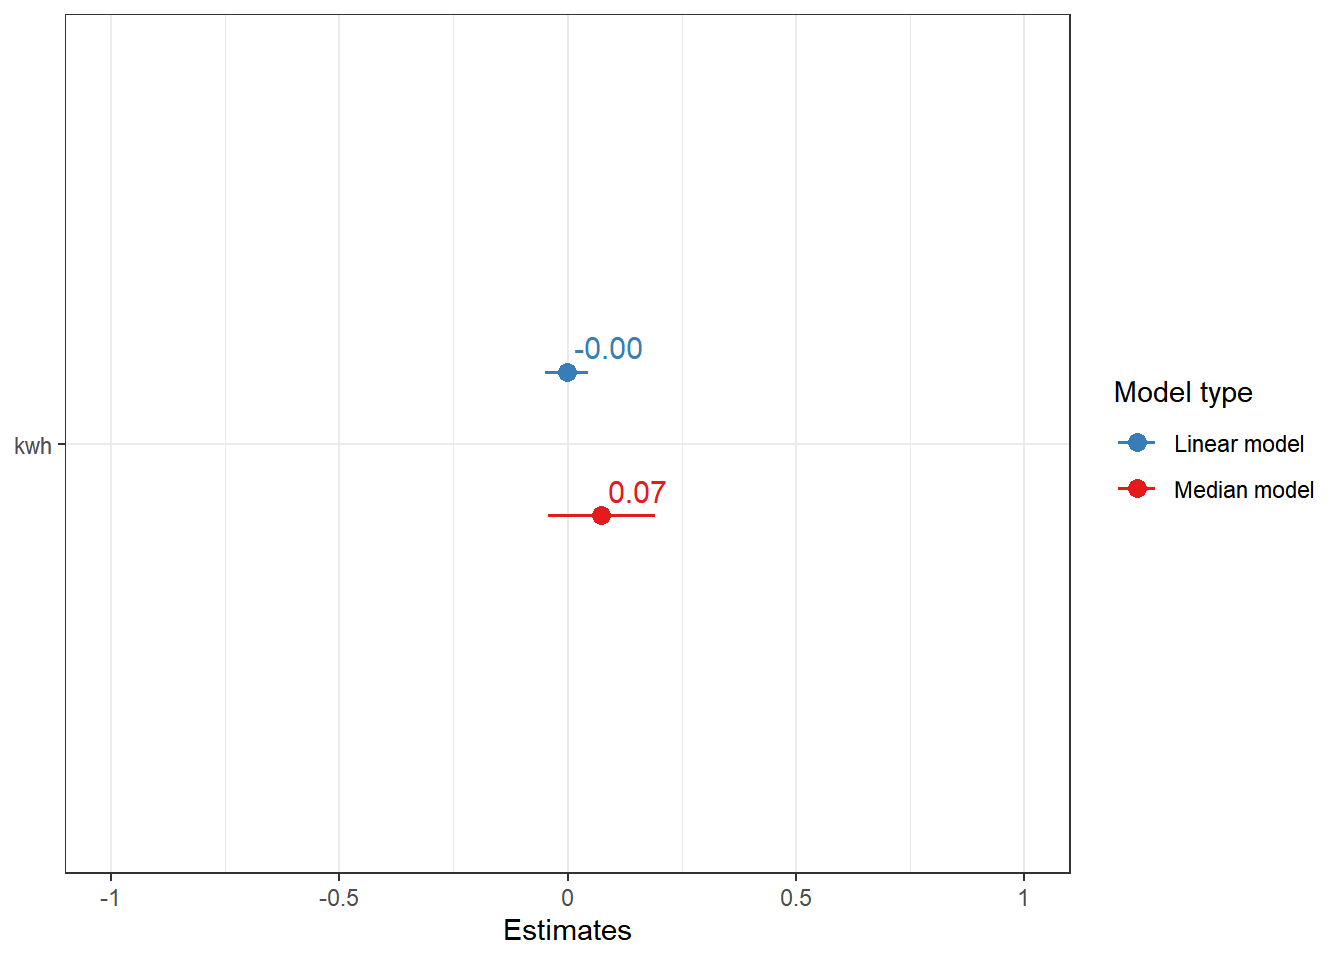 -0.00
kwh
0.07
-1 -0.5 0 0.5 1
Estimates
Model type
Linear model
Median model